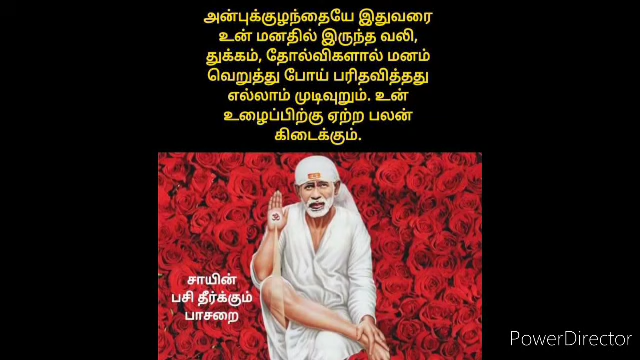 அன்புக்குழந்தையே இதுவரை
உன் மனதில் இருந்த வலி,
துக்கம், தோல்விகளால் மனம்
வெறுத்து போய் பரிதவித்தது
எல்லாம் முடிவுறும். உன்
உழைப்பிற்கு ஏற்ற பலன்
கிடைக்கும்.
சாயின்
பசி தீர்க்கும்
பாசறை
PowerDirector